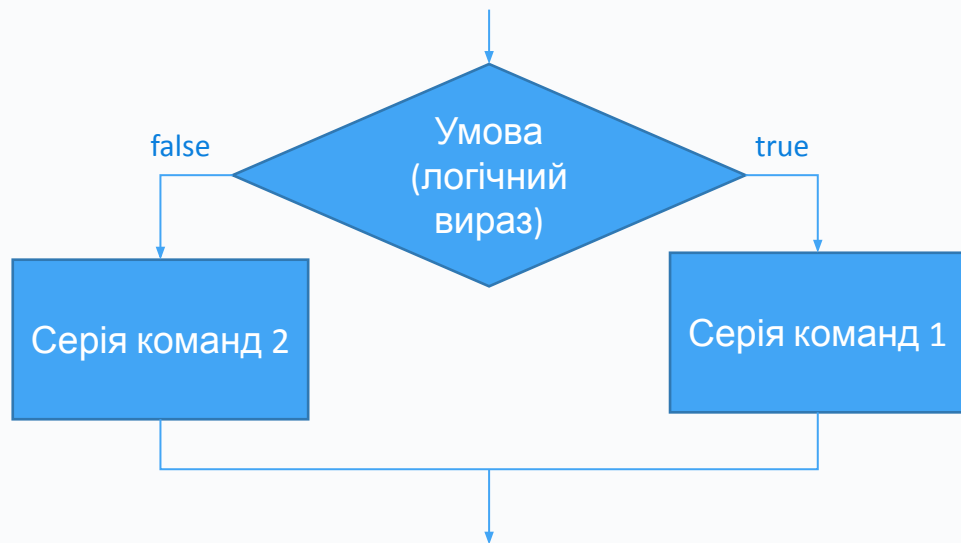 false
Умова
(логічний
вираз)
true
Серія команд 2
Серія команд 1